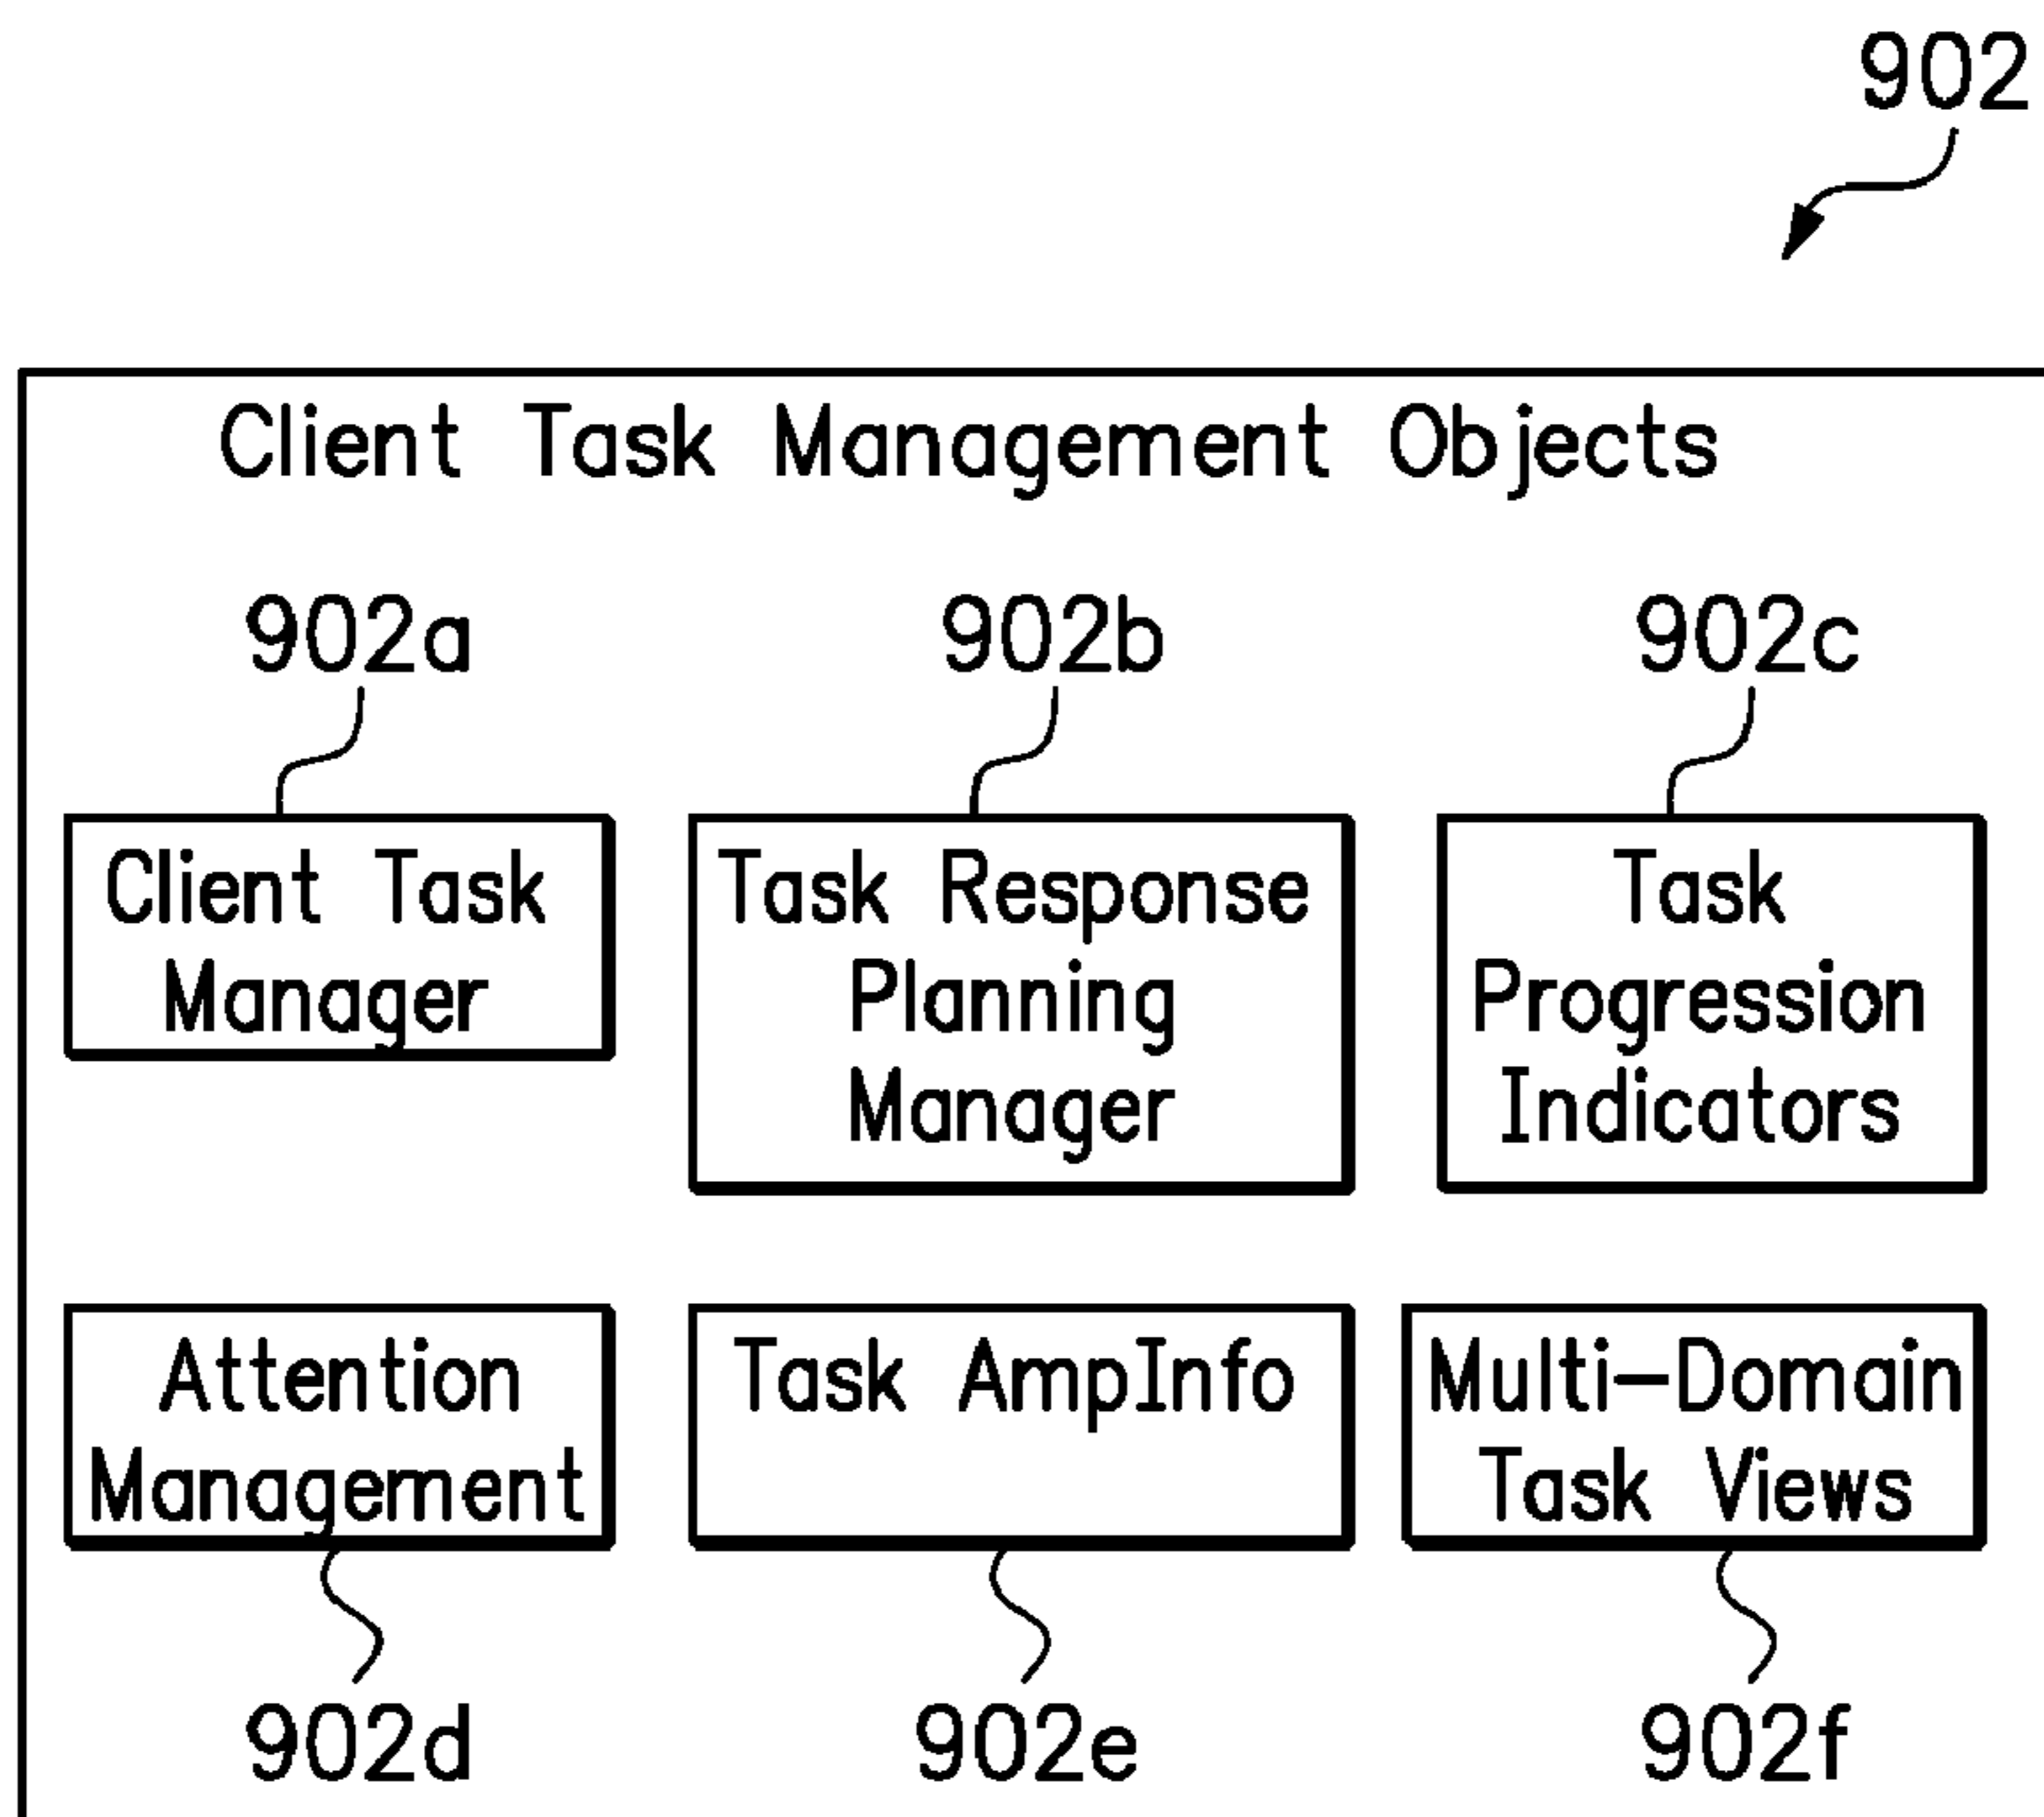 902
Client Task Management Objects
902a
902b
902c
Client Task
Manager
Task Response
Planning
Manager
Task
Progression
Indicators
Attention
Management
Task AmpInfo
Multi-Domain
Task Views
902d
902e
902f